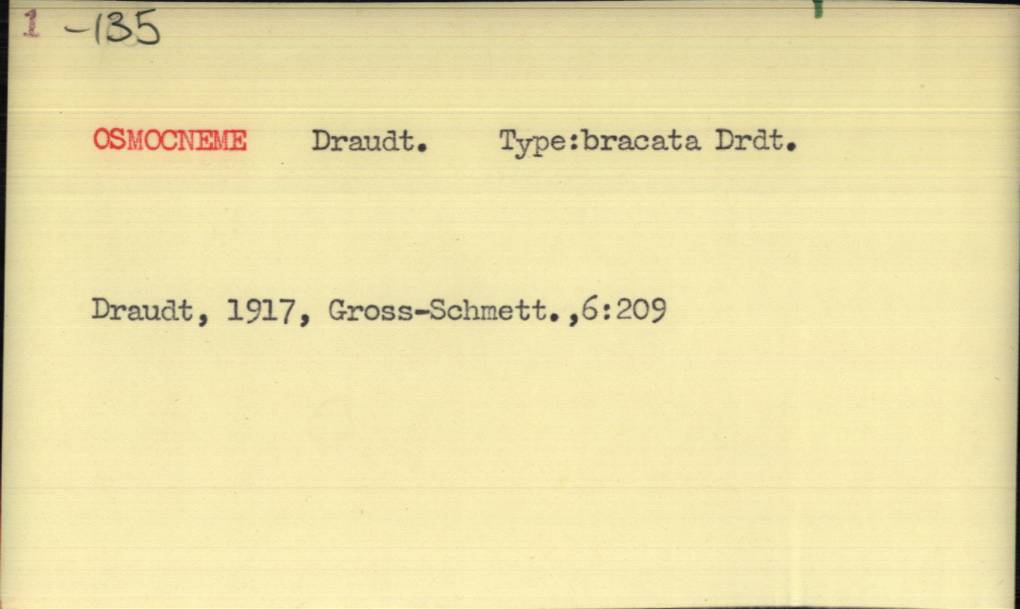 1 -135
OSMOCNEME Draudt. Type:bracata Drdt.
Draudt, 1917, Gross-Schmett.,6:209